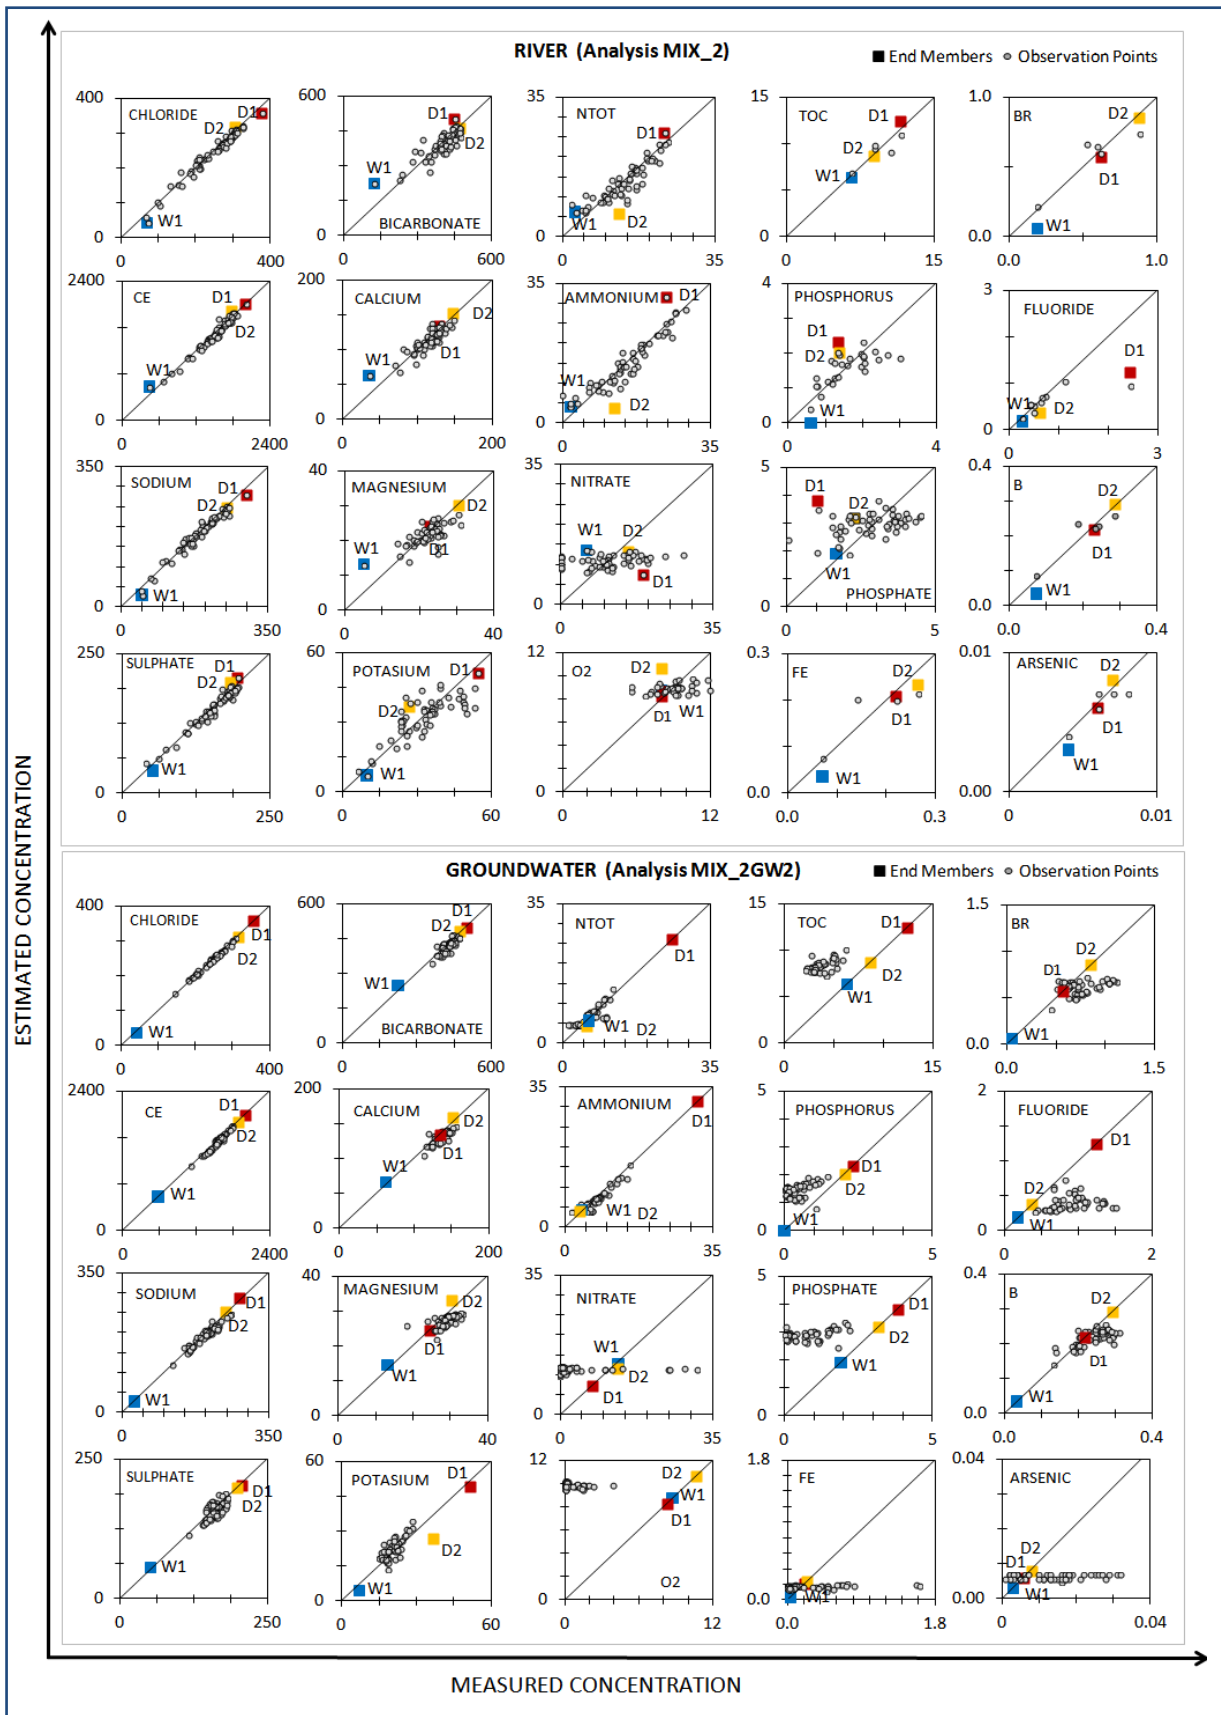 RIVER (Analysis MIX_2)
End Members Observation Points
400 CHLORIDE D1 D2 W1 0 0 400
600 D1 D2 W1 BICARBONATE 0 0 600
35 NTOT D1 W1 D2 0 0 35
15 TOC D1 D2 W1 0 0 15
1.0 BR D2 D1 W1 0.0 0.0 1.0
2400 CE D1 D2 W1 0 0 2400
200 CALCIUM D2 D1 W1 0 0 200
35 AMMONIUM D1 W1 D2 0 0 35
4 PHOSPHORUS D1 D2 W1 0 0 4
3 FLUORIDE D1 W1 D2 0 0 3
350 SODIUM D1 D2 W1 0 0 350
40 MAGNESIUM D2 D1 W1 0 0 40
35 NITRATE W1 D2 D1 0 0 35
5 D1 D2 W1 PHOSPHATE 0 0 5
0.4 B D2 D1 W1 0.0 0.0 0.4
250 SULPHATE D1 D2 W1 0 0 250
60 POTASIUM D1 D2 W1 0 0 60
12 O2 D2 D1 W1 0 0 12
0.3 FE D2 D1 W1 0.0 0.0 0.3
0.01 ARSENIC D2 D1 W1 0.00 0 0.01
GROUNDWATER (Analysis MIX_2GW2)
End Members Observation Points
400 CHLORIDE D1 D2 W1 0 0 400
600 D1 D2 W1 BICARBONATE 0 0 600
35 NTOT D1 W1 D2 0 0 35
15 TOC D1 D2 W1 0 0 15
1.5 BR D2 D1 W1 0.0 0.0 1.5
2400 CE D1 D2 W1 0 0 2400
200 CALCIUM D2 D1 W1 0 0 200
35 AMMONIUM D1 W1 D2 0 0 35
5 PHOSPHORUS D1 D2 W1 0 0 5
2 FLUORIDE D1 D2 W1 0 0 2
350 SODIUM D1 D2 W1 0 0 350
40 MAGNESIUM D2 D1 W1 0 0 40
35 NITRATE W1 D2 D1 0 0 35
5 PHOSPHATE D1 D2 W1 0 0 5
0.4 B D2 D1 W1 0.0 0 0.4
250 SULPHATE D1 D2 W1 0 0 250
60 POTASIUM D1 D2 W1 0 0 60
12 D2 W1 D1 O2 0 0 12
1.8 FE W1 0.0 0.0 1.8
0.04 ARSENIC D2 D1 W1 0.00 0 0.04
ESTIMATED CONCENTRATION
MEASURED CONCENTRATION